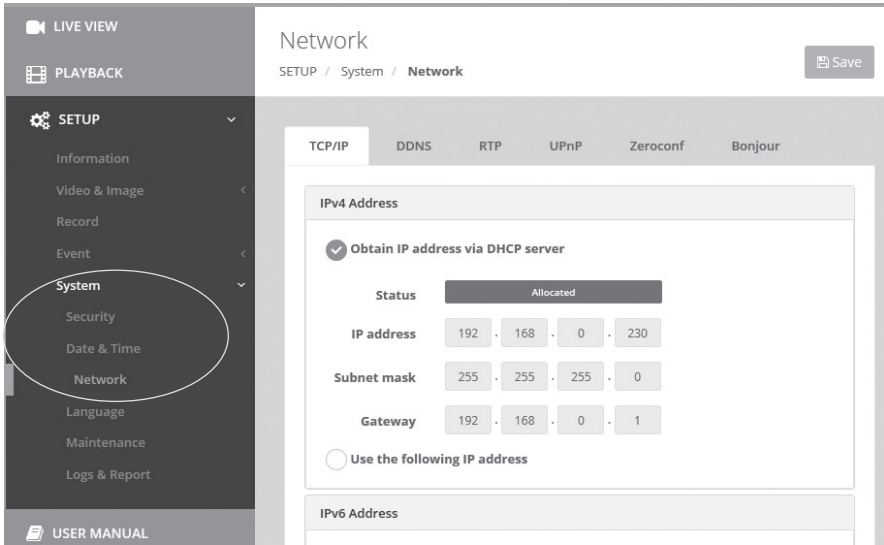 LIVE VIEW
PLAYBACK
SETUP
Information
Video & Image
Record
Event
System
Security
Date & Time
Network
Language
Maintenance
Logs & Report
USER MANUAL
Network
SETUP / System / Network
Save
TCP/IP DDNS RTP UPnP Zeroconf Bonjour
IPv4 Address
Obtain IP address via DHCP server
Status Allocated
IP address 192 . 168 . 0 . 230
Subnet mask 255 . 255 . 255 . 0
Gateway 192 . 168 . 0 . 1
Use the following IP address
IPv6 Address